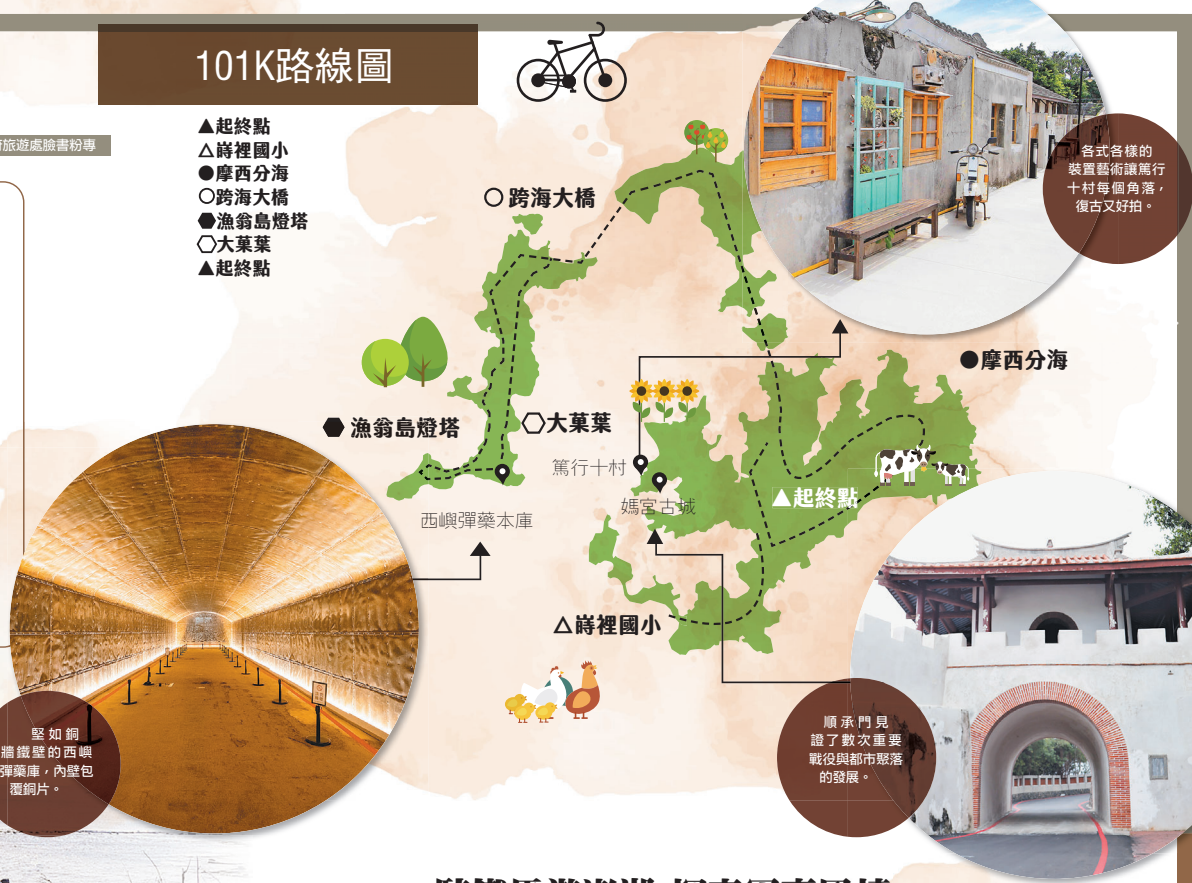 101K路線圖
旅遊處臉書粉專
▲起終點
△嵵裡國小
●摩西分海
○跨海大橋
⬢漁翁島燈塔
⬡大菓葉
▲起終點
各式各樣的
裝置藝術讓篤行
十村每個角落，
復古又好拍。
○跨海大橋
●摩西分海
⬢漁翁島燈塔
⬡大菓葉
篤行十村
媽宮古城
▲起終點
西嶼彈藥本庫
△嵵裡國小
堅如銅
牆鐵壁的西嶼
彈藥庫，內壁包
覆銅片。
順承門見
證了數次重要
戰役與都市聚落
的發展。